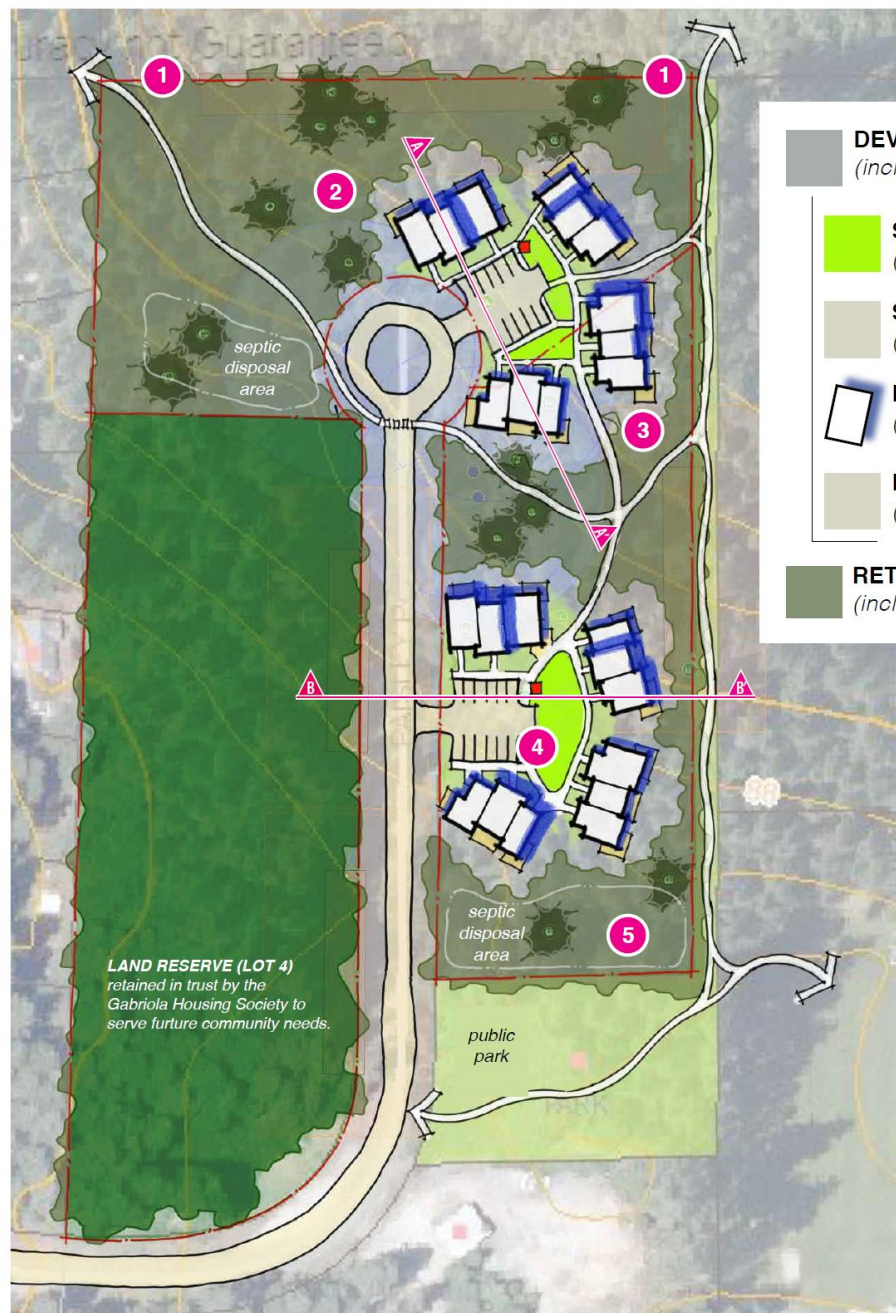 not Guaranteed
1
1
A
2
DEV
(incl
S
(
S
(
septic
disposal
area
3
(
(
A'
RET
(incl
B
B'
4
septic
disposal
area
5
LAND RESERVE (LOT 4)
retained in trust by the
Gabriola Housing Society to
serve furture community needs.
public
park
PARK